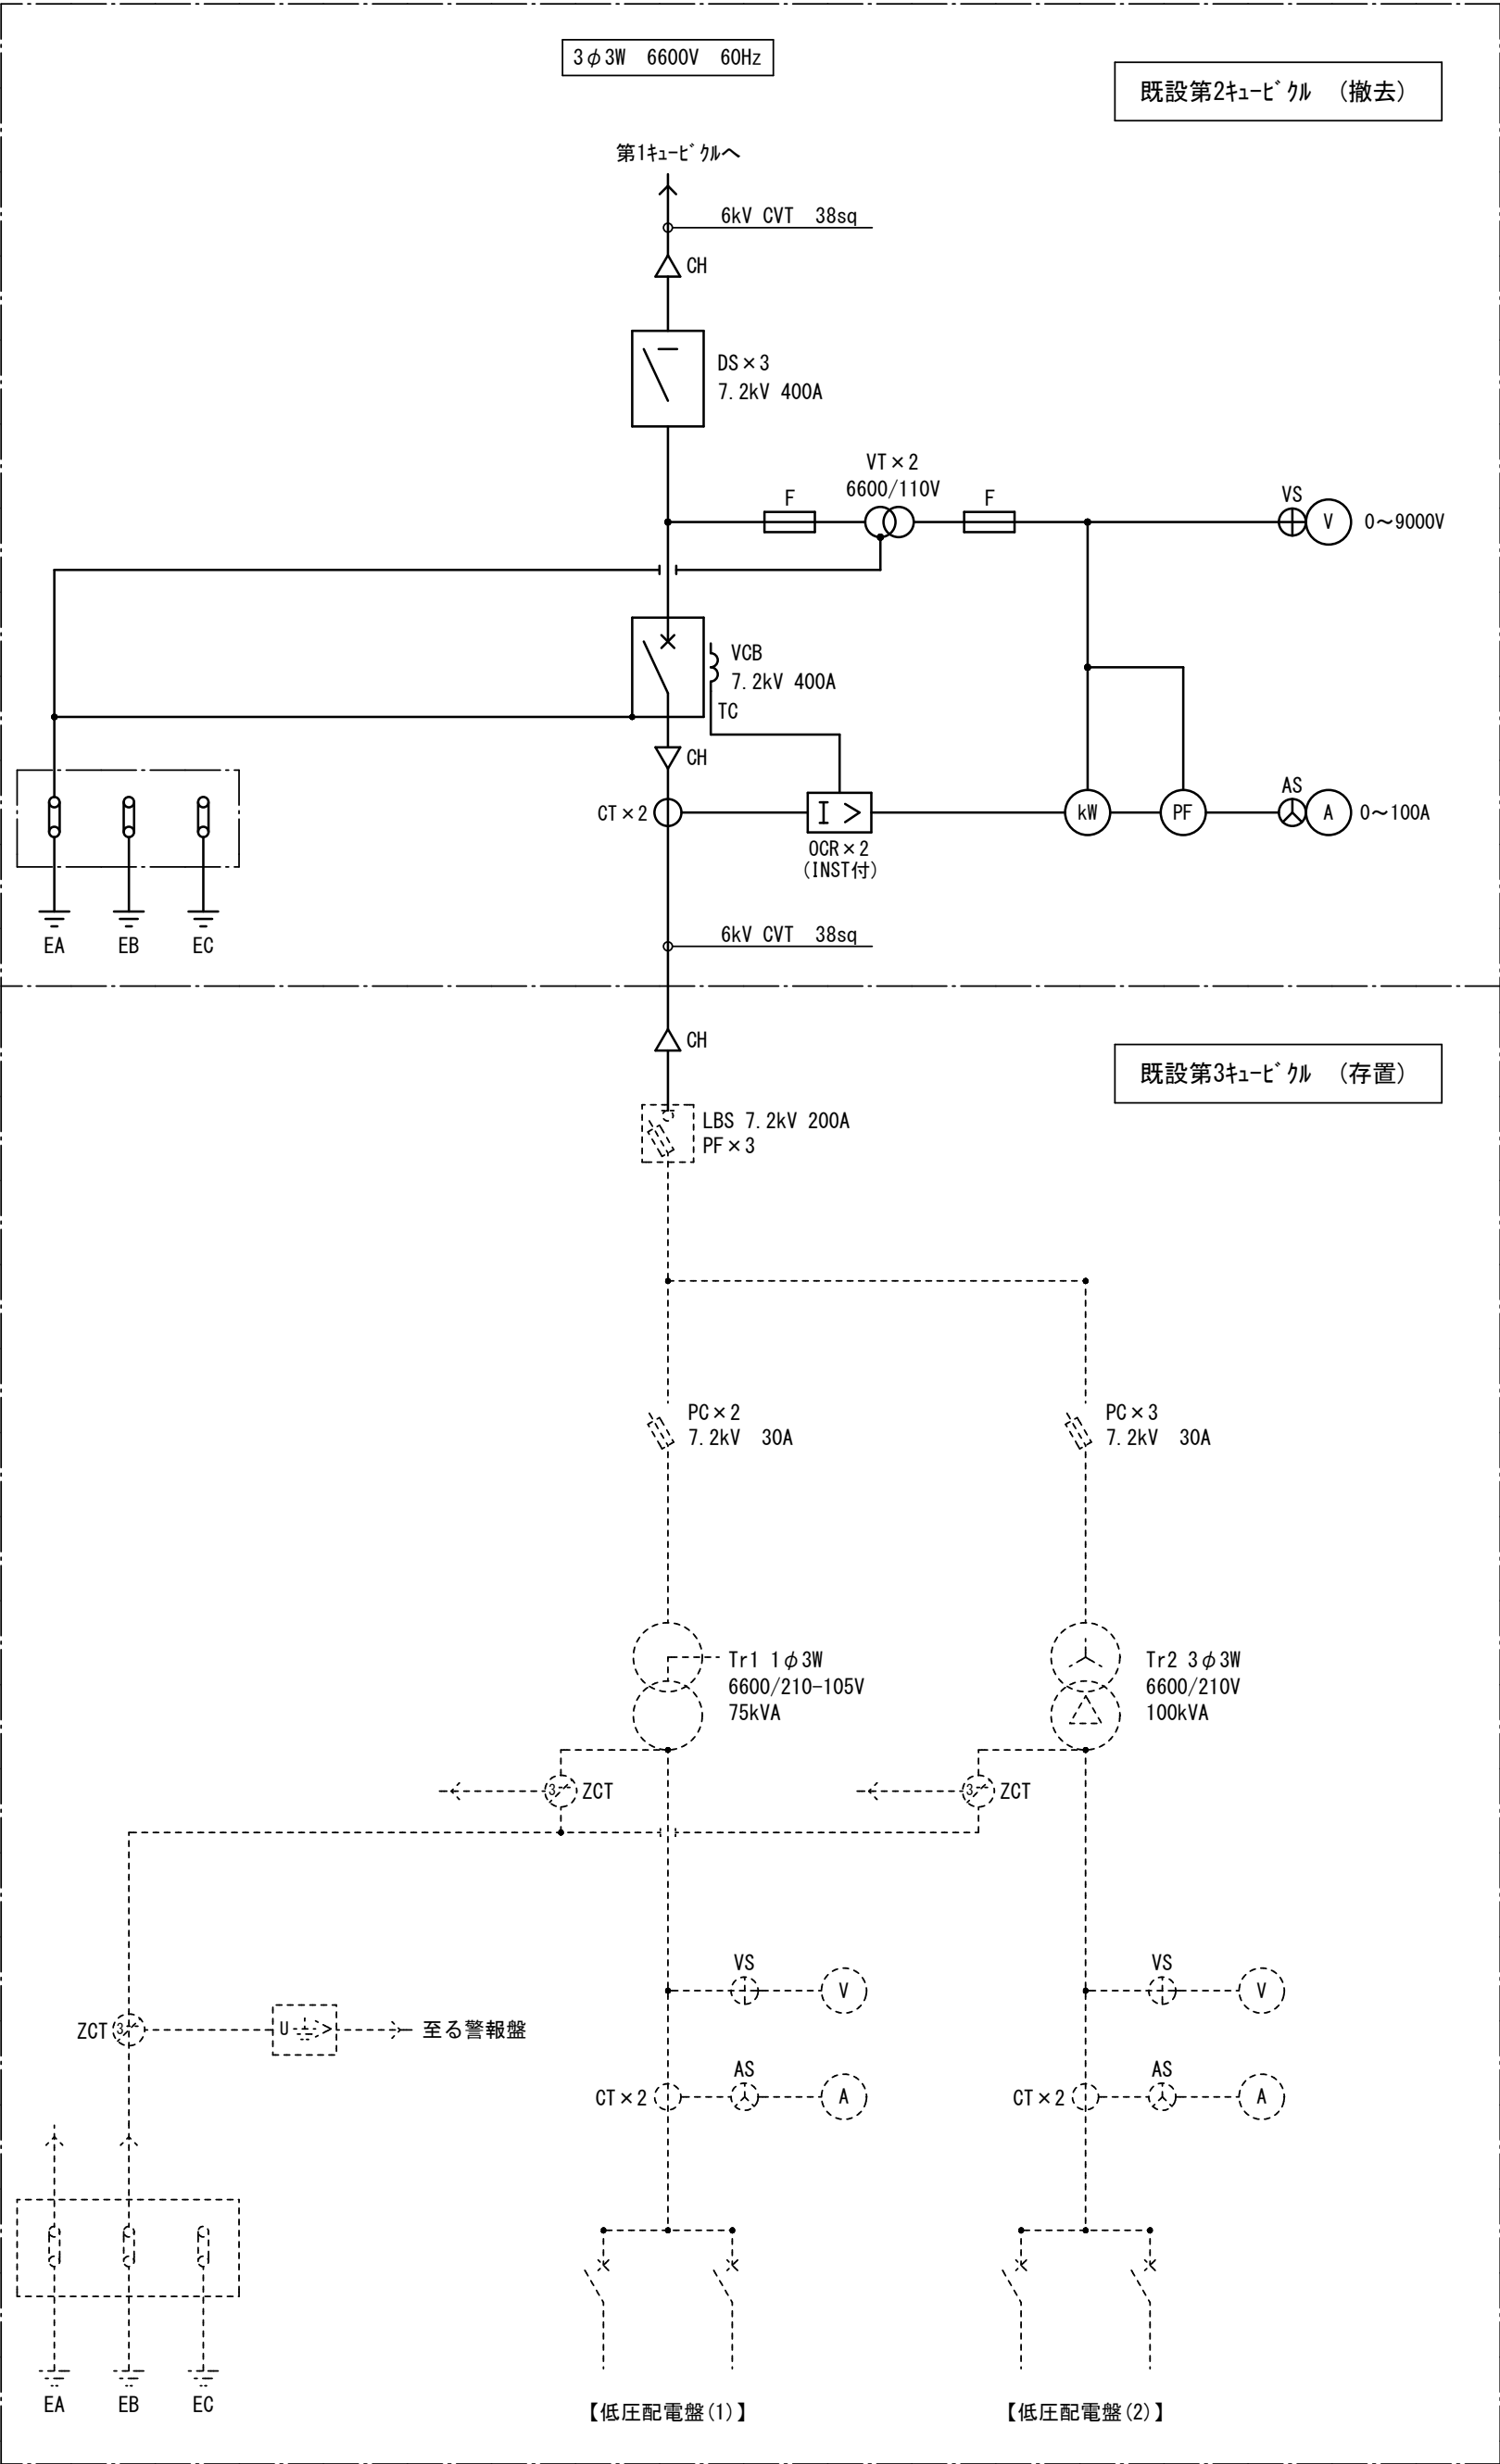 3φ3W 6600V 60Hz
既設第2ｷｭｰﾋﾞｸﾙ (撤去)
第1ｷｭｰﾋﾞｸﾙへ
6kV CVT 38sq
CH
DS×3
7.2kV 400A
VT×2
6600/110V
F
F
VS
V
0～9000V
VCB
7.2kV 400A
TC
CH
CT×2
I >
OCR×2
(INST付)
kW
PF
AS
A
0～100A
EA
EB
EC
6kV CVT 38sq
CH
既設第3ｷｭｰﾋﾞｸﾙ (存置)
LBS 7.2kV 200A
PF×3
PC×2
7.2kV 30A
PC×3
7.2kV 30A
Tr1 1φ3W
6600/210-105V
75kVA
Tr2 3φ3W
6600/210V
100kVA
3
ZCT
3
ZCT
VS
V
VS
V
ZCT
3
U
>
至る警報盤
CT×2
AS
A
CT×2
AS
A
EA
EB
EC
【低圧配電盤(1)】
【低圧配電盤(2)】